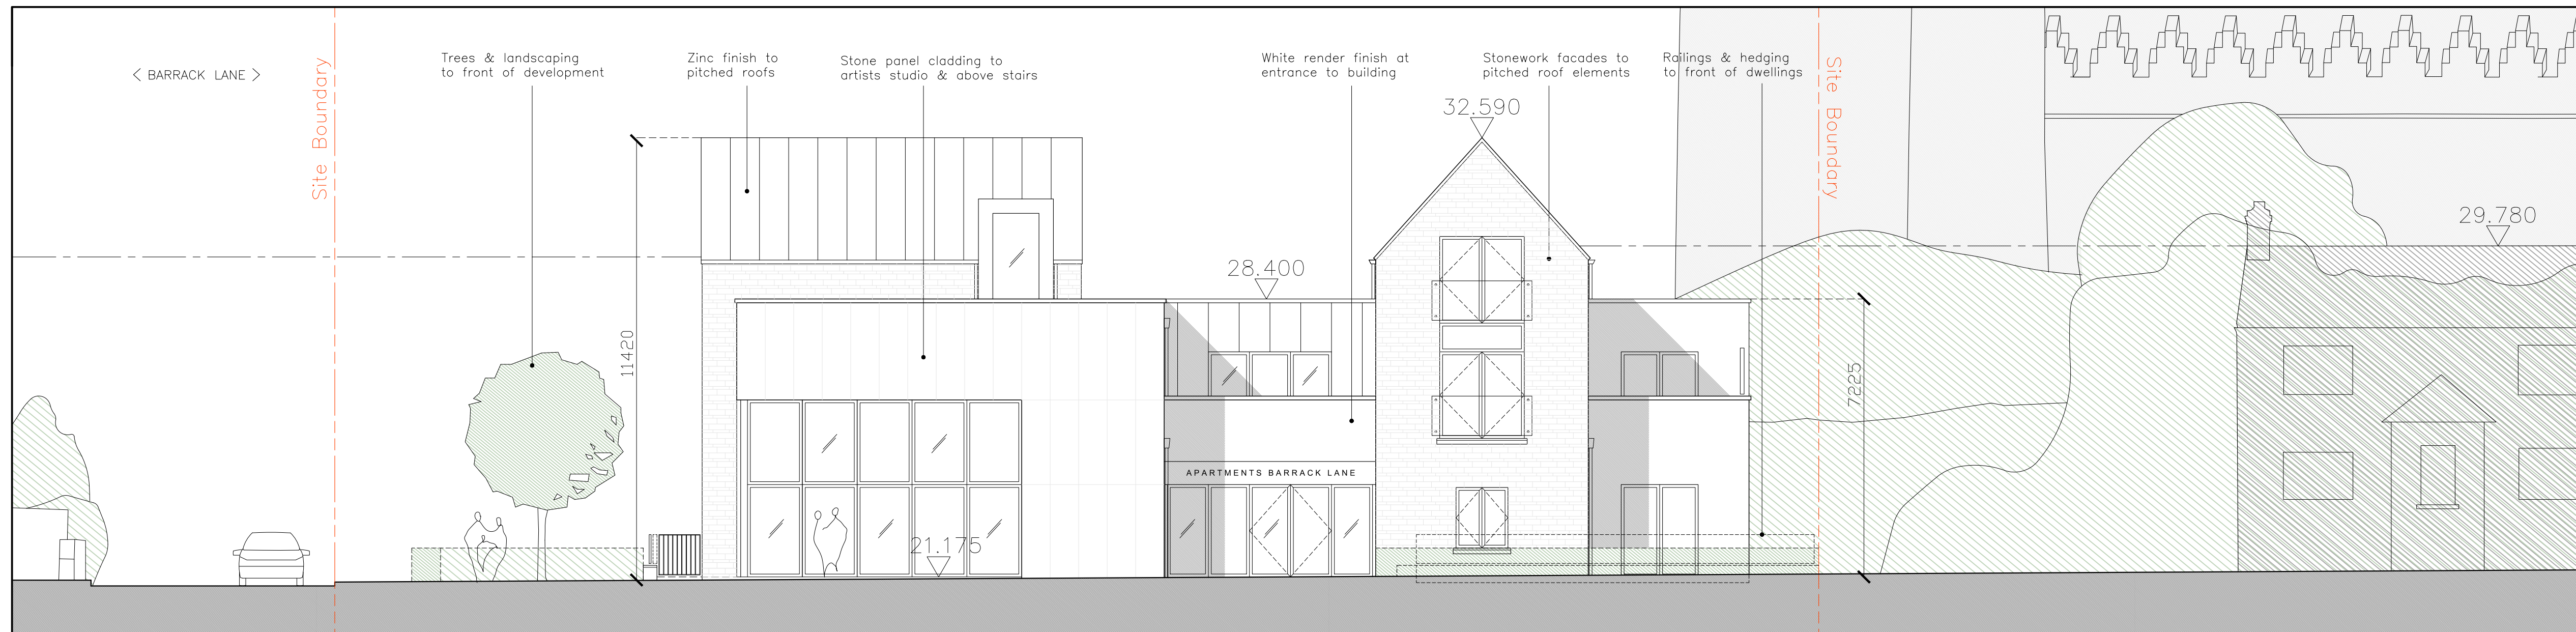 < BARRACK LANE >
Site Boundary
Trees & landscaping
to front of development
Zinc finish to
pitched roofs
Stone panel cladding to
artists studio & above stairs
White render finish at
entrance to building
Stonework facades to
pitched roof elements
Railings & hedging
to front of dwellings
Site Boundary
32.590
29.780
28.400
11420
7225
APARTMENTS BARRACK LANE
21.175